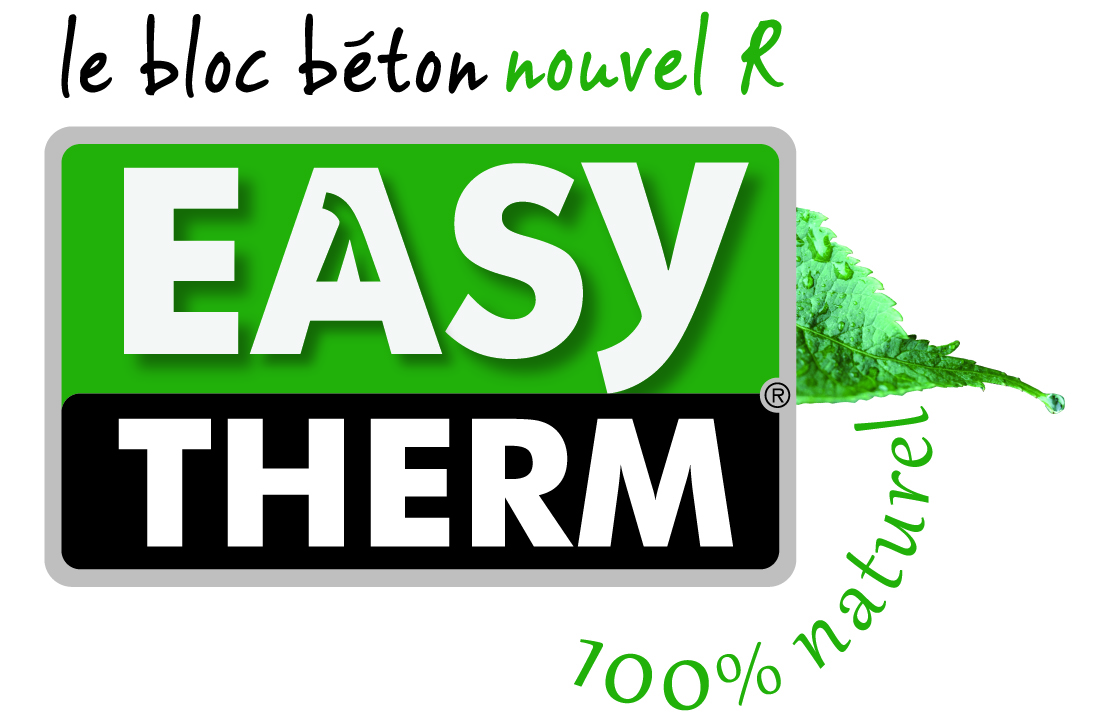 le bloc béton nouvel R
EASy
THERM®
100% naturel